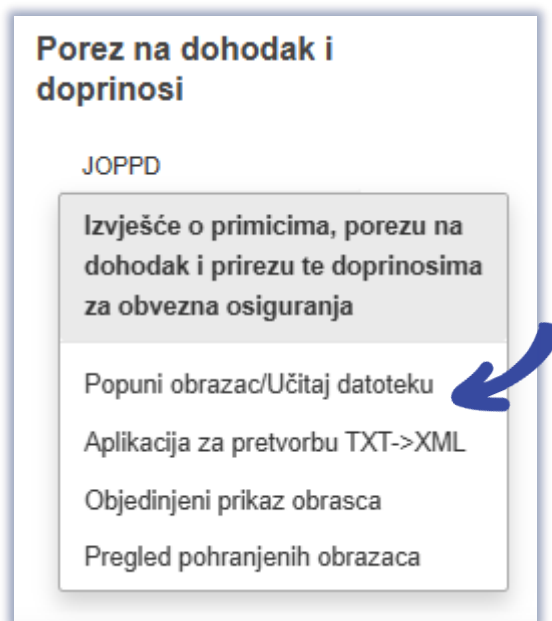 Porez na dohodak i
doprinosi
JOPPD
Izvješće o primicima, porezu na
dohodak i prirezu te doprinosima
za obvezna osiguranja
Popuni obrazac/Učitaj datoteku
Aplikacija za pretvorbu TXT->XML
Objedinjeni prikaz obrasca
Pregled pohranjenih obrazaca